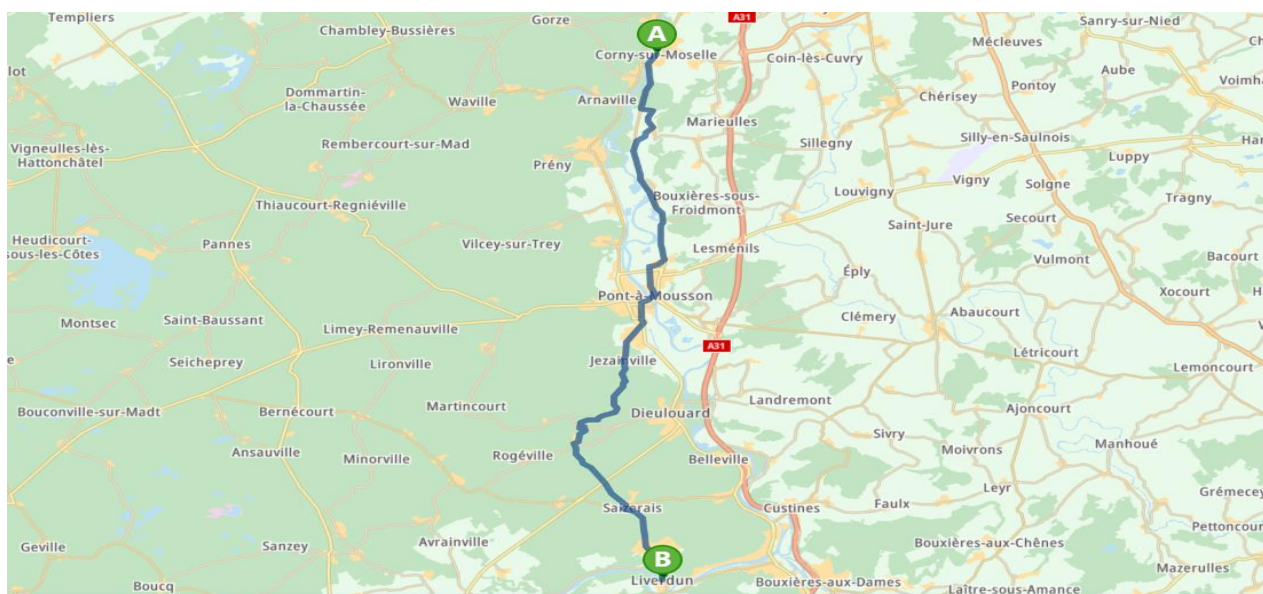 Templiers
Gorze
A31
Sanry-sur-Nied
Chambley-Bussières
A
Mécleuves
Corny-sur-Moselle
Coin-lès-Cuvry
Aube
Voimh
Pontoy
Dommartin-
la-Chaussée
Waville
Arnaville
Chérisey
Marieulles
Silly-en-Saulnois
Vigneulles-lès-
Hattonchâtel
Rembercourt-sur-Mad
Sillegny
Luppy
Prény
Vigny
Solgne
Louvigny
Bouxières-sous-
Froidmont
Tragny
Thiaucourt-Regniéville
Secourt
Saint-Jure
Heudicourt-
sous-les-Côtes
Pannes
Vilcey-sur-Trey
Lesménils
Vulmont
Bacourt
Éply
Pont-à-Mousson
Xocourt
Montsec
Saint-Baussant
Limey-Remenauville
Clémery
Abaucourt
A31
Létricourt
Seicheprey
Lironville
Jezainville
Lemoncourt
Landremont
Bouconville-sur-Madt
Bernécourt
Martincourt
Dieulouard
Ajoncourt
Sivry
Manhoué
Ansauville
Minorville
Rogéville
Belleville
Moivrons
Leyr
Grémecey
Saizerais
Custines
Faulx
Pettoncour
Geville
Sanzey
Avrainville
Bouxières-aux-Chênes
B
Mazerulles
Boucq
Liverdun
Bouxières-aux-Dames
Laître-sous-Amance